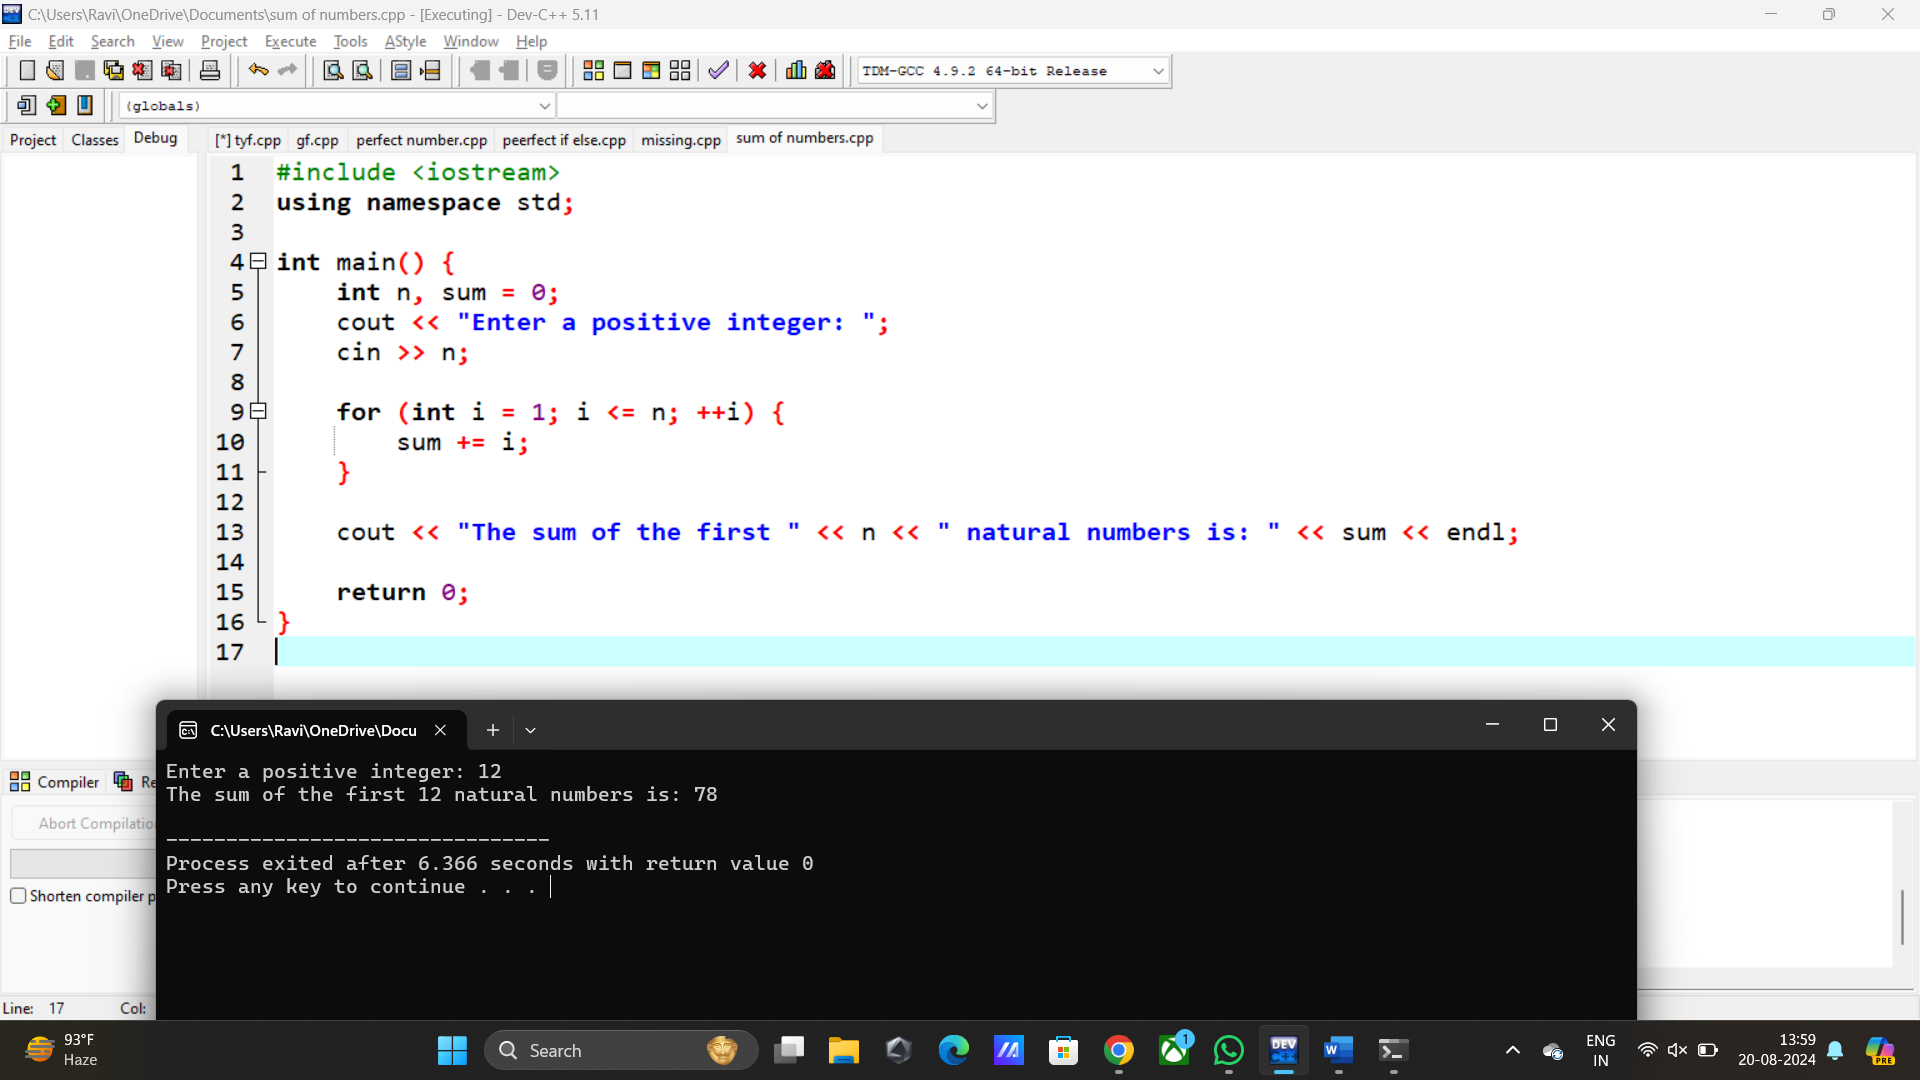 C:\Users\Ravi\OneDrive\Documents\sum of numbers.cpp - [Executing] - Dev-C++ 5.11
File Edit Search View Project Execute Tools AStyle Window Help
TDM-GCC 4.9.2 64-bit Release
(globals)
Project Classes Debug
[*] tyf.cpp gf.cpp perfect number.cpp peerfect if else.cpp missing.cpp sum of numbers.cpp
1 #include <iostream>
2 using namespace std;
3
4 int main() {
5 int n, sum = 0;
6 cout << "Enter a positive integer: ";
7 cin >> n;
8
9 for (int i = 1; i <= n; ++i) {
10 sum += i;
11 }
12
13 cout << "The sum of the first " << n << " natural numbers is: " << sum << endl;
14
15 return 0;
16 }
17
C:\Users\Ravi\OneDrive\Docu
Enter a positive integer: 12
The sum of the first 12 natural numbers is: 78
--------------------------------
Process exited after 6.366 seconds with return value 0
Press any key to continue . . .
Compiler Re
Abort Compilatio
Shorten compiler p
Line: 17 Col:
93°F
Haze
Search
1
DEV
C++
W
PRE
ENG
IN
13:59
20-08-2024